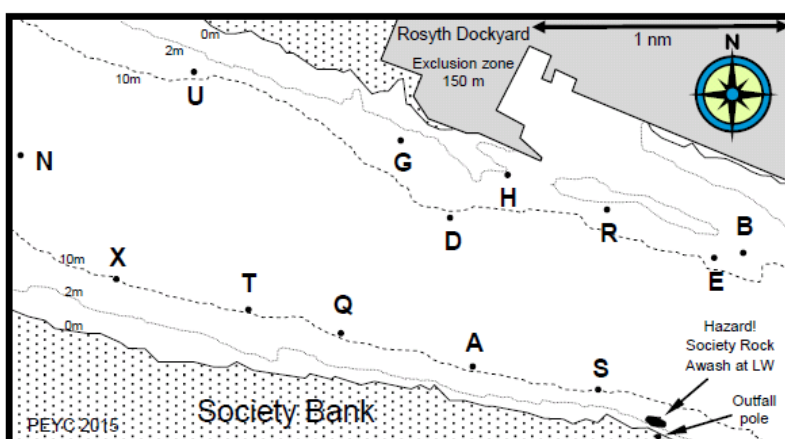 0m
Rosyth Dockyard
1 nm
N
2m
Exclusion zone
150 m
10m
U
G
N
H
D
R
B
X
E
10m
T
2m
Q
0m
A
S
Hazard!
Society Rock
Awash at LW
Outfall
pole
Society Bank
PEYC 2015